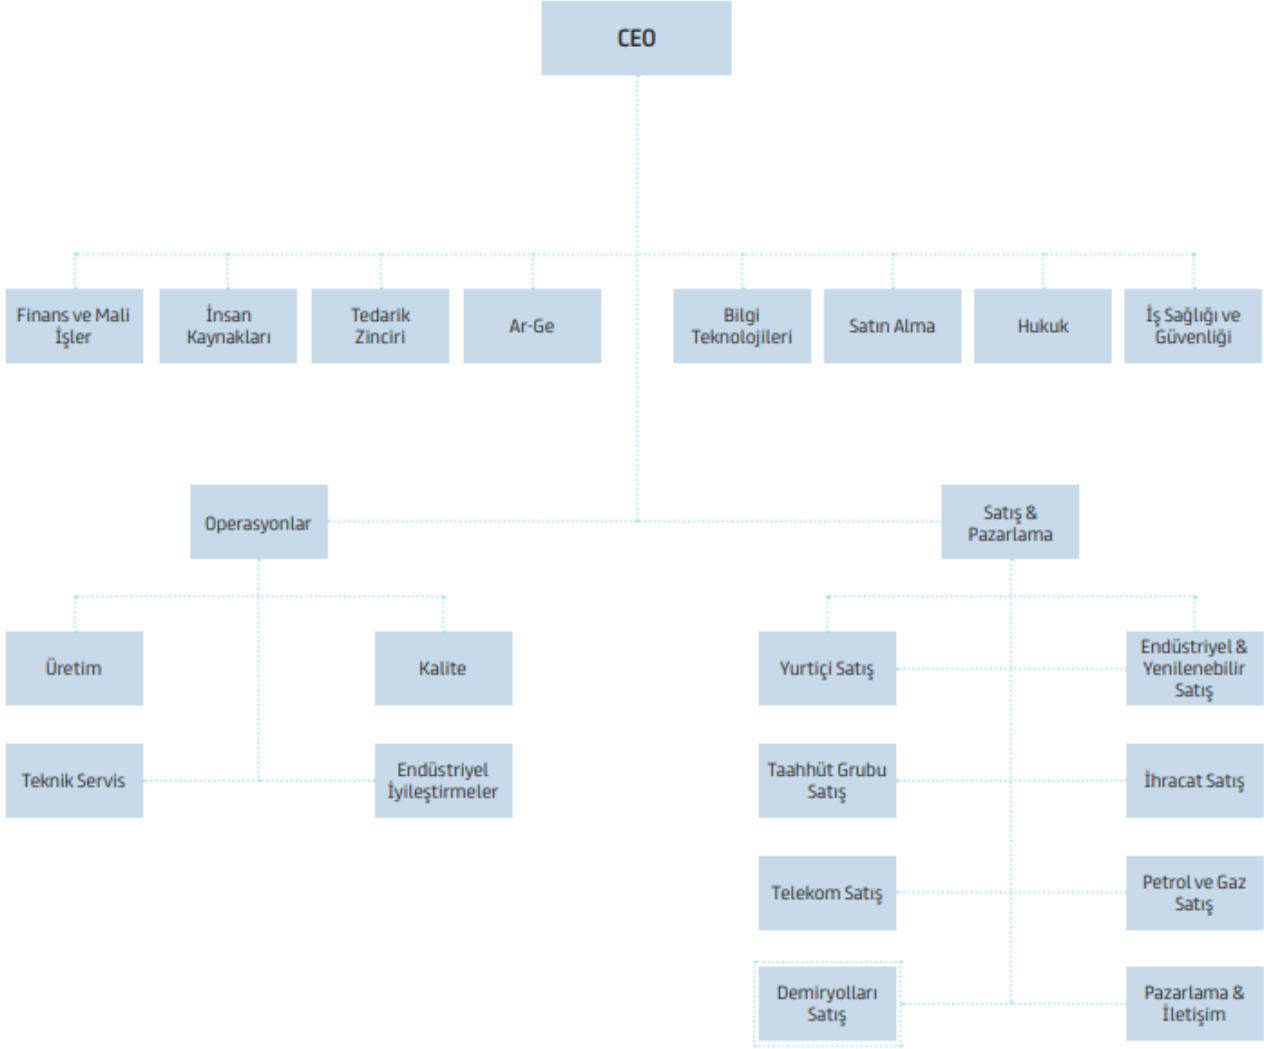 CEO
Finans ve Mali
İşler
İnsan
Kaynakları
Tedarik
Zinciri
Ar-Ge
Bilgi
Teknolojileri
Satın Alma
Hukuk
İş Sağlığı ve
Güvenliği
Operasyonlar
Satış &
Pazarlama
Üretim
Kalite
Yurtiçi Satış
Endüstriyel &
Yenilenebilir
Satış
Teknik Servis
Endüstriyel
İyileştirmeler
Taahhüt Grubu
Satış
İhracat Satış
Telekom Satış
Petrol ve Gaz
Satış
Demiryolları
Satış
Pazarlama &
İletişim